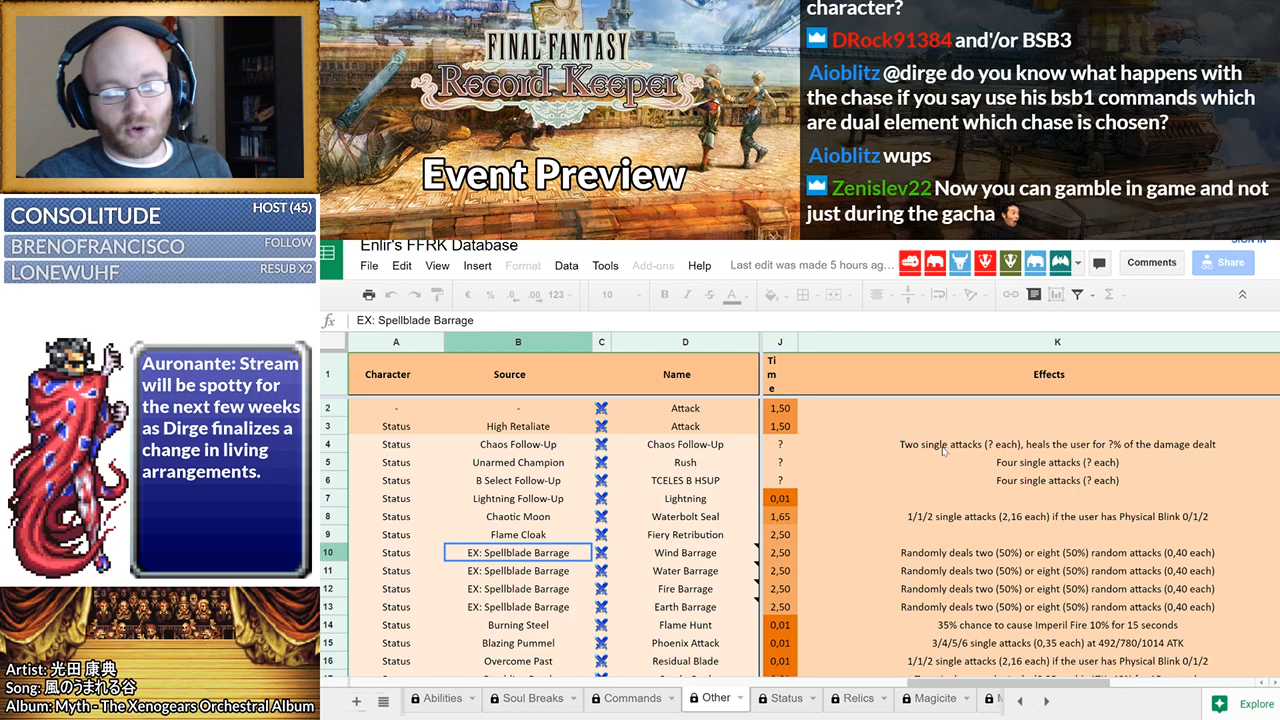 CONSOLITUDE HOST (45)
BRENOFRANCISCO FOLLOW
LONEWUHF RESUB X2
Auronante: Stream
will be spotty for
the next few weeks
as Dirge finalizes a
change in living
arrangements.
Artist: 光田 康典
Song: 風のうまれる谷
Album: Myth - The Xenogears Orchestral Album
FINAL FANTASY
Record Keeper
Event Preview
character?
DRock91384 and'/or BSB3
Aioblitz @dirge do you know what happens with
the chase if you say use his bsb1 commands which
are dual element which chase is chosen?
Aioblitz wups
Zenislev22 Now you can gamble in game and not
just during the gacha
Enlir's FFRK Database
SIGN IN
File Edit View Insert Format Data Tools Add-ons Help Last edit was made 5 hours ag... Comments Share
€ % .0 .00 123 10 B I S A Σ
fx EX: Spellblade Barrage
A B C D J K
1 Character Source Name Ti m e Effects
2 - - Attack 1,50
3 Status High Retaliate Attack 1,50
4 Status Chaos Follow-Up Chaos Follow-Up ? Two single attacks (? each), heals the user for ?% of the damage dealt
5 Status Unarmed Champion Rush ? Four single attacks (? each)
6 Status B Select Follow-Up TCELES B HSUP ? Four single attacks (? each)
7 Status Lightning Follow-Up Lightning 0,01
8 Status Chaotic Moon Waterbolt Seal 1,65 1/1/2 single attacks (2,16 each) if the user has Physical Blink 0/1/2
9 Status Flame Cloak Fiery Retribution 2,50
10 Status EX: Spellblade Barrage Wind Barrage 2,50 Randomly deals two (50%) or eight (50%) random attacks (0,40 each)
11 Status EX: Spellblade Barrage Water Barrage 2,50 Randomly deals two (50%) or eight (50%) random attacks (0,40 each)
12 Status EX: Spellblade Barrage Fire Barrage 2,50 Randomly deals two (50%) or eight (50%) random attacks (0,40 each)
13 Status EX: Spellblade Barrage Earth Barrage 2,50 Randomly deals two (50%) or eight (50%) random attacks (0,40 each)
14 Status Burning Steel Flame Hunt 0,01 35% chance to cause Imperil Fire 10% for 15 seconds
15 Status Blazing Pummel Phoenix Attack 0,01 3/4/5/6 single attacks (0,35 each) at 492/780/1014 ATK
16 Status Overcome Past Residual Blade 0,01 1/1/2 single attacks (2,16 each) if the user has Physical Blink 0/1/2
Abilities Soul Breaks Commands Other Status Relics Magicite Explore